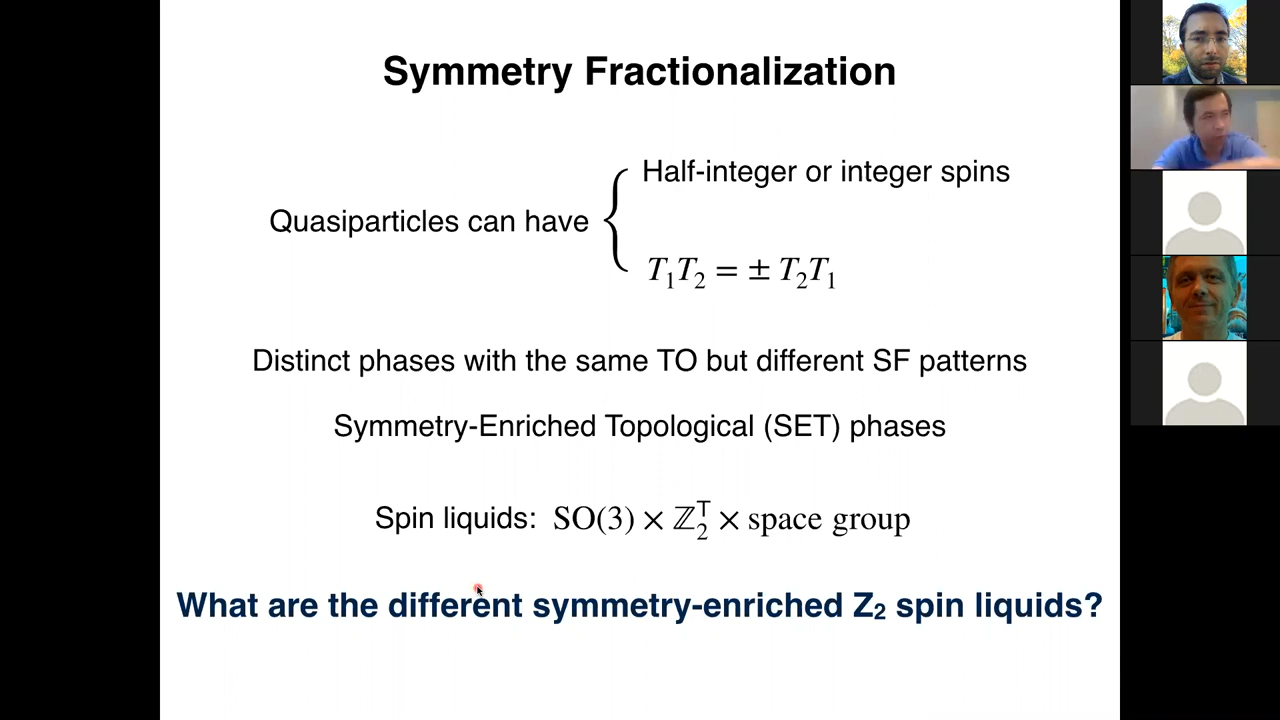 Symmetry Fractionalization
Half-integer or integer spins
Quasiparticles can have
T₁T₂ = ± T₂T₁
Distinct phases with the same TO but different SF patterns
Symmetry-Enriched Topological (SET) phases
Spin liquids: SO(3) × ℤ₂ᵀ × space group
What are the different symmetry-enriched Z₂ spin liquids?